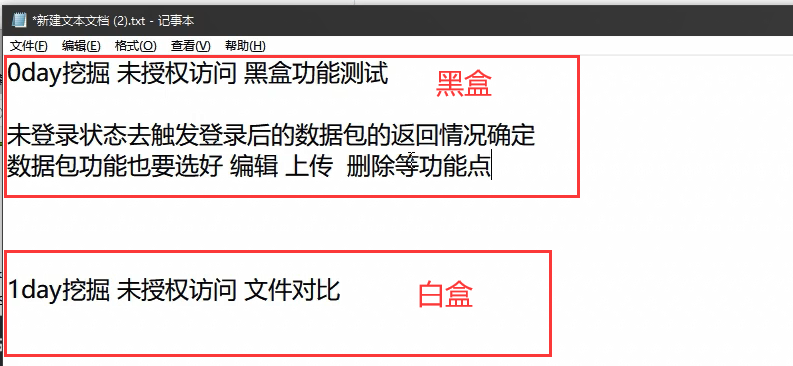 *新建文本文档 (2).txt - 记事本
文件(F) 编辑(E) 格式(O) 查看(V) 帮助(H)
0day挖掘 未授权访问 黑盒功能测试 黑盒
未登录状态去触发登录后的数据包的返回情况确定
数据包功能也要选好 编辑 上传 删除等功能点
1day挖掘 未授权访问 文件对比 白盒